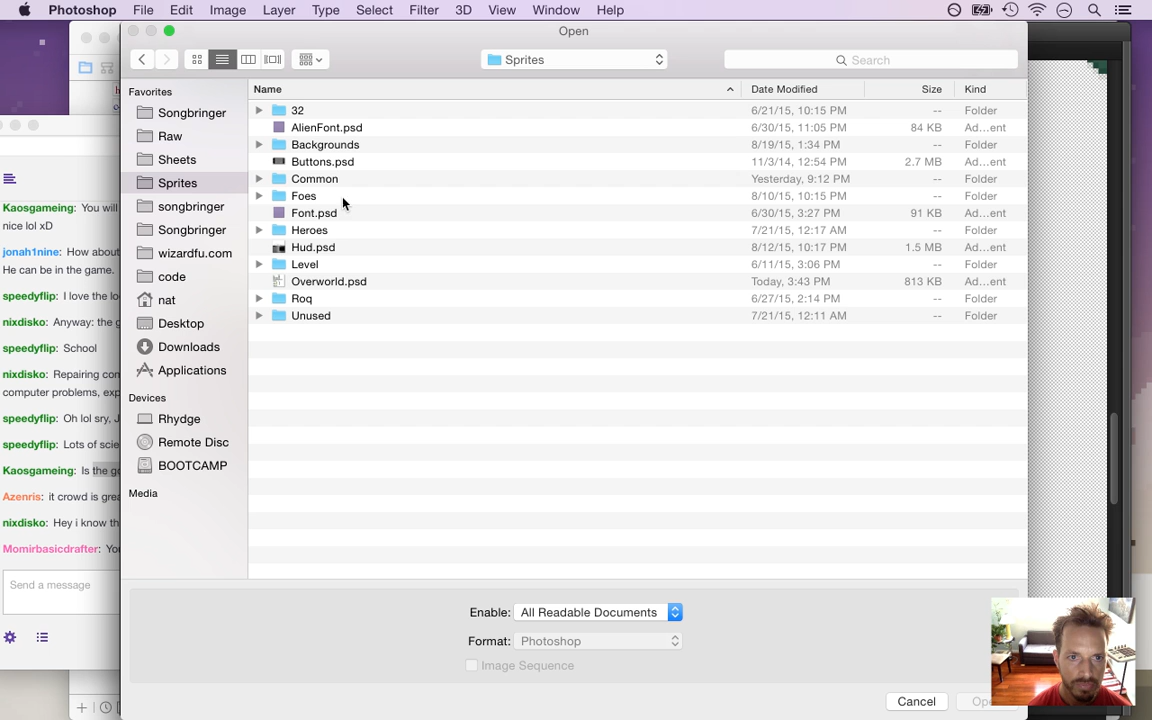 Photoshop File Edit Image Layer Type Select Filter 3D View Window Help
Open
Sprites
Search
Favorites
Songbringer
Raw
Sheets
Sprites
songbringer
Songbringer
wizardfu.com
code
nat
Desktop
Downloads
Applications
Devices
Rhydge
Remote Disc
BOOTCAMP
Media
Name Date Modified Size Kind
32 6/21/15, 10:15 PM -- Folder
AlienFont.psd 6/30/15, 11:05 PM 84 KB Ad...ent
Backgrounds 8/19/15, 1:34 PM -- Folder
Buttons.psd 11/3/14, 12:54 PM 2.7 MB Ad...ent
Common Yesterday, 9:12 PM -- Folder
Foes 8/10/15, 10:15 PM -- Folder
Font.psd 6/30/15, 3:27 PM 91 KB Ad...ent
Heroes 7/21/15, 12:17 AM -- Folder
Hud.psd 8/12/15, 10:17 PM 1.5 MB Ad...ent
Level 6/11/15, 3:06 PM -- Folder
Overworld.psd Today, 3:43 PM 813 KB Ad...ent
Roq 6/27/15, 2:14 PM -- Folder
Unused 7/21/15, 12:11 AM -- Folder
Enable: All Readable Documents
Format: Photoshop
Image Sequence
Cancel
Kaosgameing: You will
nice lol xD
jonah1nine: How about
He can be in the game.
speedyflip: I love the lo
nixdisko: Anyway: the g
speedyflip: School
nixdisko: Repairing con
computer problems, exp
speedyflip: Oh lol sry, J
speedyflip: Lots of scie
Kaosgameing: Is the go
Azenris: it crowd is grea
nixdisko: Hey i know th
Momirbasicdrafter: Yo
Send a message